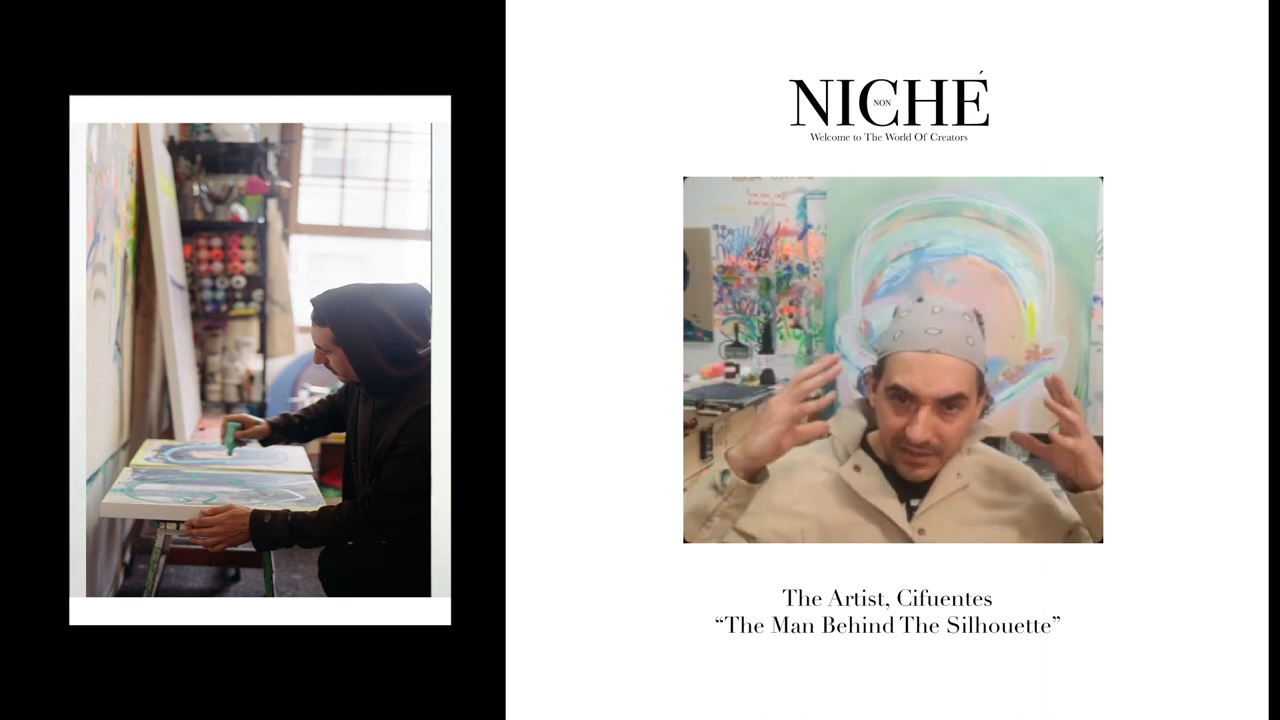 NICHÉ
NON
Welcome to The World Of Creators
The Artist, Cifuentes
“The Man Behind The Silhouette”